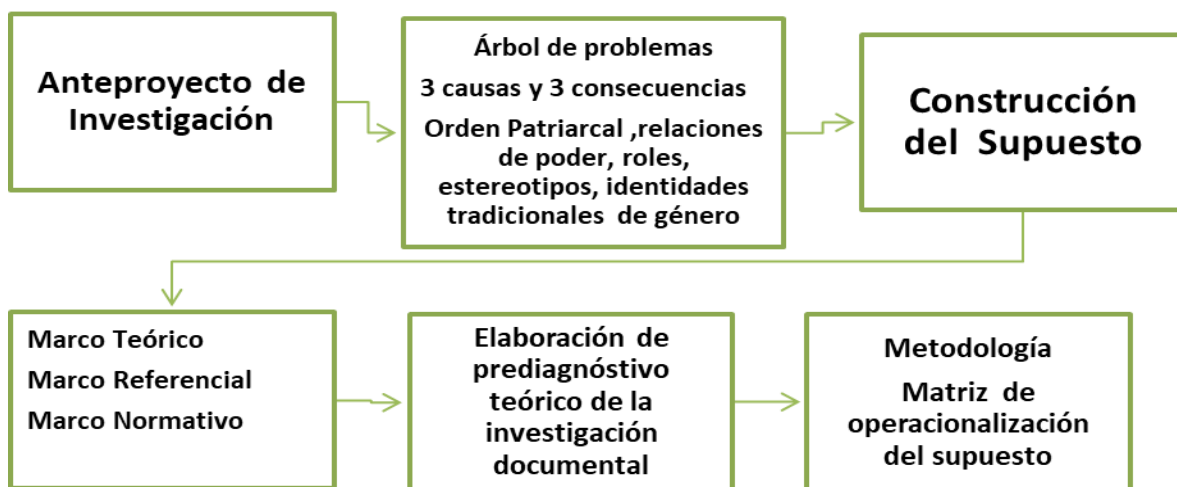 Anteproyecto de
Investigación
Árbol de problemas
3 causas y 3 consecuencias
Orden Patriarcal ,relaciones
de poder, roles,
estereotipos, identidades
tradicionales de género
Construcción
del Supuesto
Marco Teórico
Marco Referencial
Marco Normativo
Elaboración de
prediagnóstivo
teórico de la
investigación
documental
Metodología
Matriz de
operacionalización
del supuesto